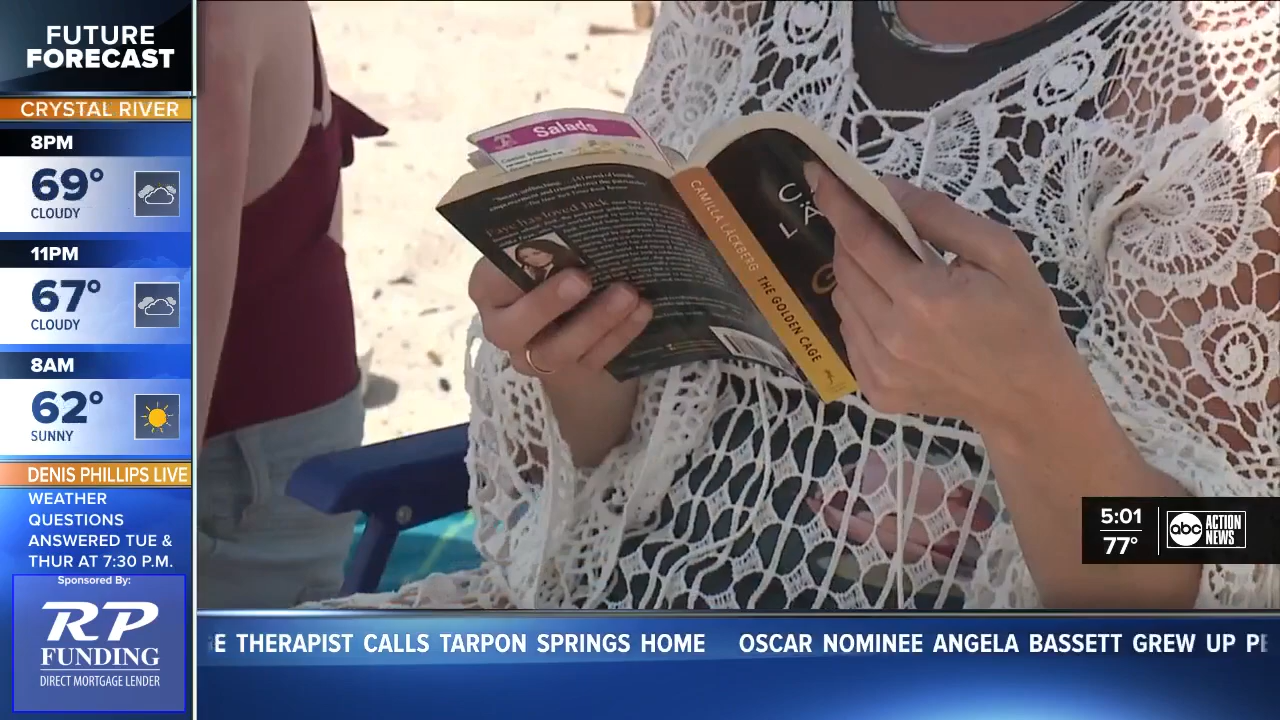 FUTURE
FORECAST
CRYSTAL RIVER
8PM
69°
CLOUDY
11PM
67°
CLOUDY
8AM
62°
SUNNY
DENIS PHILLIPS LIVE
WEATHER
QUESTIONS
ANSWERED TUE &
THUR AT 7:30 P.M.
Sponsored By:
RP
FUNDING
DIRECT MORTGAGE LENDER
Salads
Faye has loved Jack
CAMILLA LÄCKBERG THE GOLDEN CAGE
C
Ä
L
G
5:01
77°
abc
ACTION
NEWS
E THERAPIST CALLS TARPON SPRINGS HOME OSCAR NOMINEE ANGELA BASSETT GREW UP PE